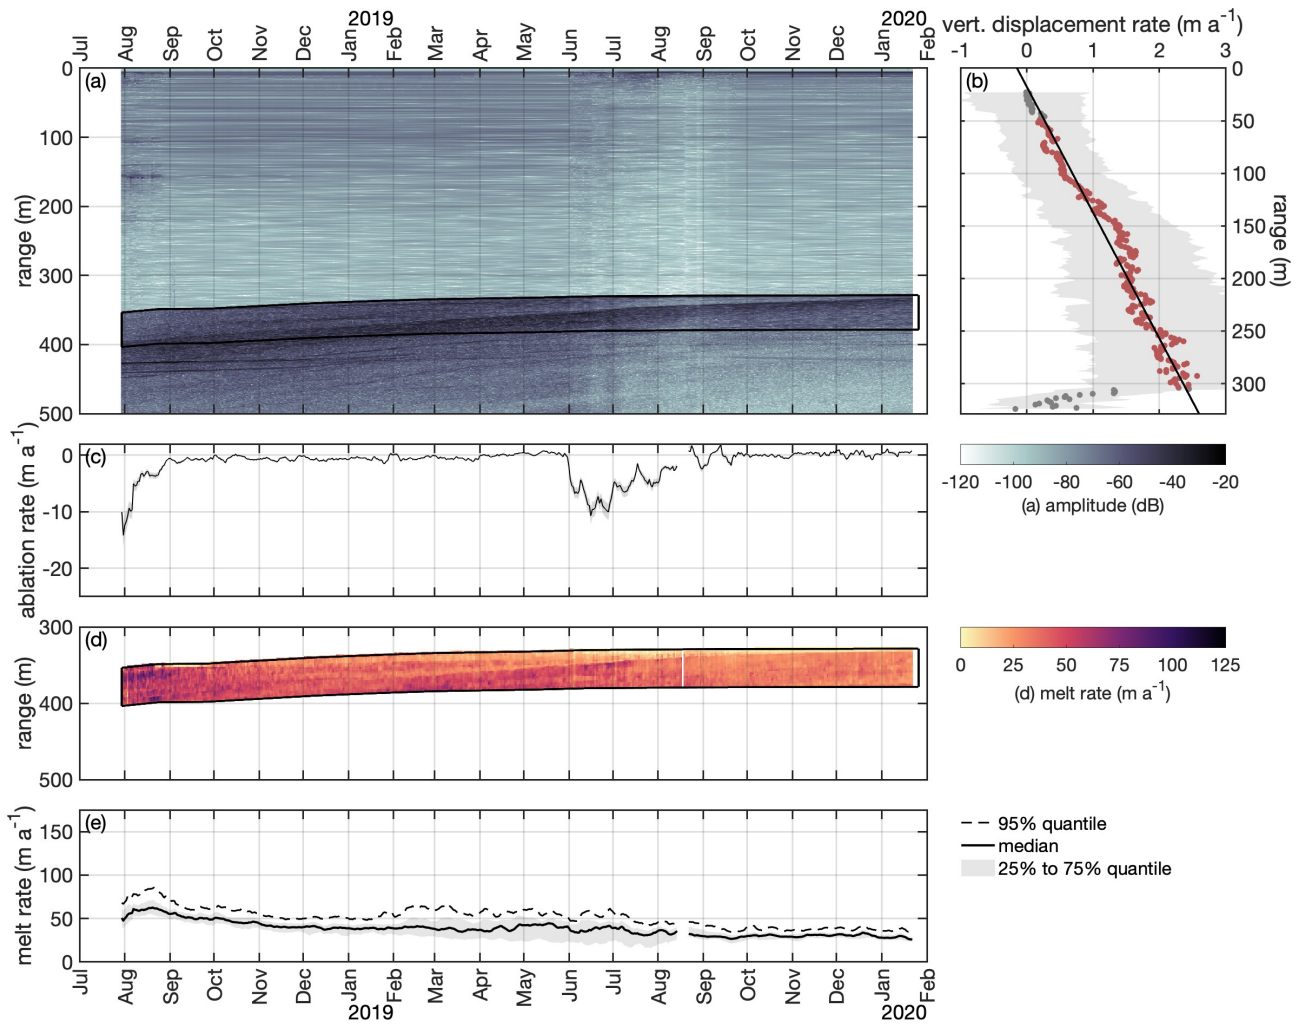 2019
2020
Jul Aug Sep Oct Nov Dec Jan Feb Mar Apr May Jun Jul Aug Sep Oct Nov Dec Jan Feb
vert. displacement rate (m a⁻¹)
-1 0 1 2 3
(a)
0
100
200
300
400
500
range (m)
(b)
0
50
100
150
200
250
300
range (m)
(c)
0
-10
-20
ablation rate (m a⁻¹)
-120 -100 -80 -60 -40 -20
(a) amplitude (dB)
(d)
300
400
500
range (m)
0 25 50 75 100 125
(d) melt rate (m a⁻¹)
(e)
150
100
50
0
melt rate (m a⁻¹)
95% quantile
median
25% to 75% quantile
Jul Aug Sep Oct Nov Dec Jan Feb Mar Apr May Jun Jul Aug Sep Oct Nov Dec Jan Feb
2019
2020